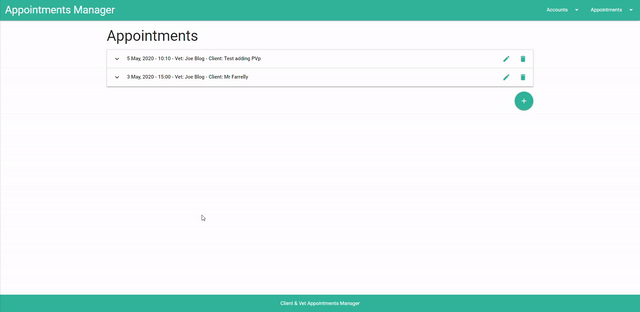 Appointments Manager
Accounts Appointments
Appointments
5 May, 2020 - 10:10 - Vet: Joe Blog - Client: Test adding PVp
3 May, 2020 - 15:00 - Vet: Joe Blog - Client: Mr Farrelly
Client & Vet Appointments Manager